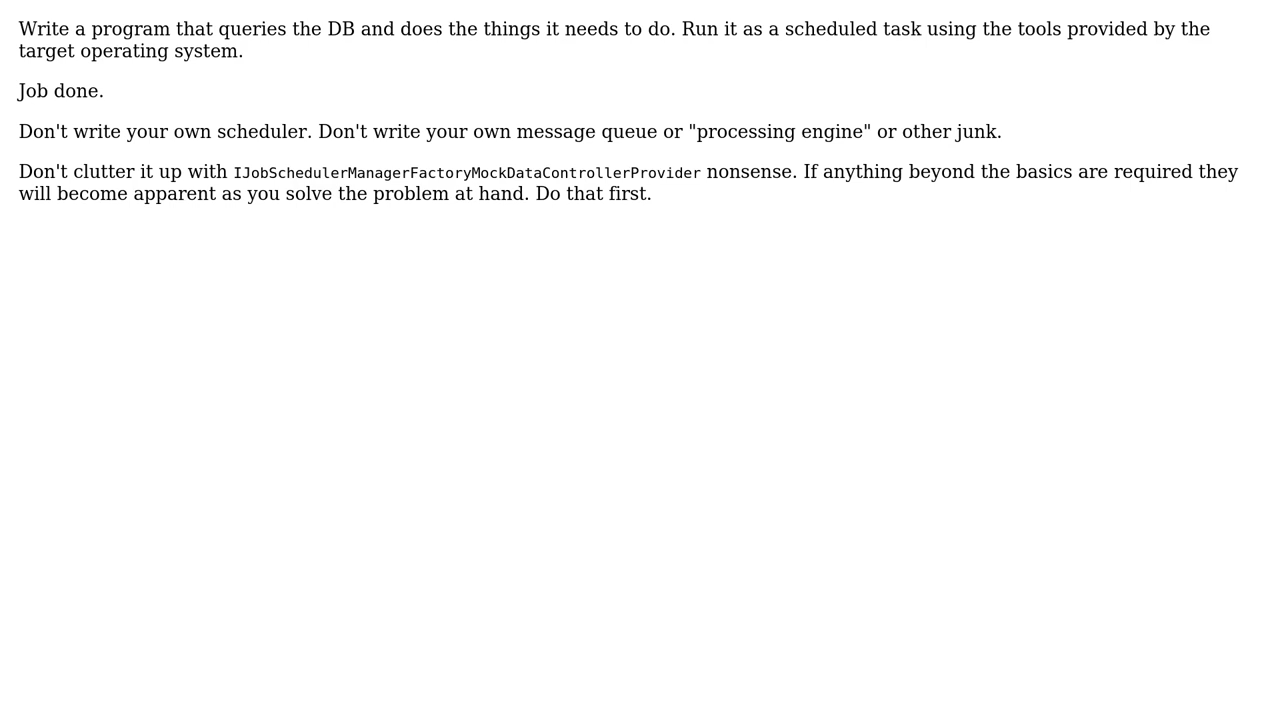 Write a program that queries the DB and does the things it needs to do. Run it as a scheduled task using the tools provided by the
target operating system.
Job done.
Don't write your own scheduler. Don't write your own message queue or "processing engine" or other junk.
Don't clutter it up with IJobSchedulerManagerFactoryMockDataControllerProvider nonsense. If anything beyond the basics are required they
will become apparent as you solve the problem at hand. Do that first.